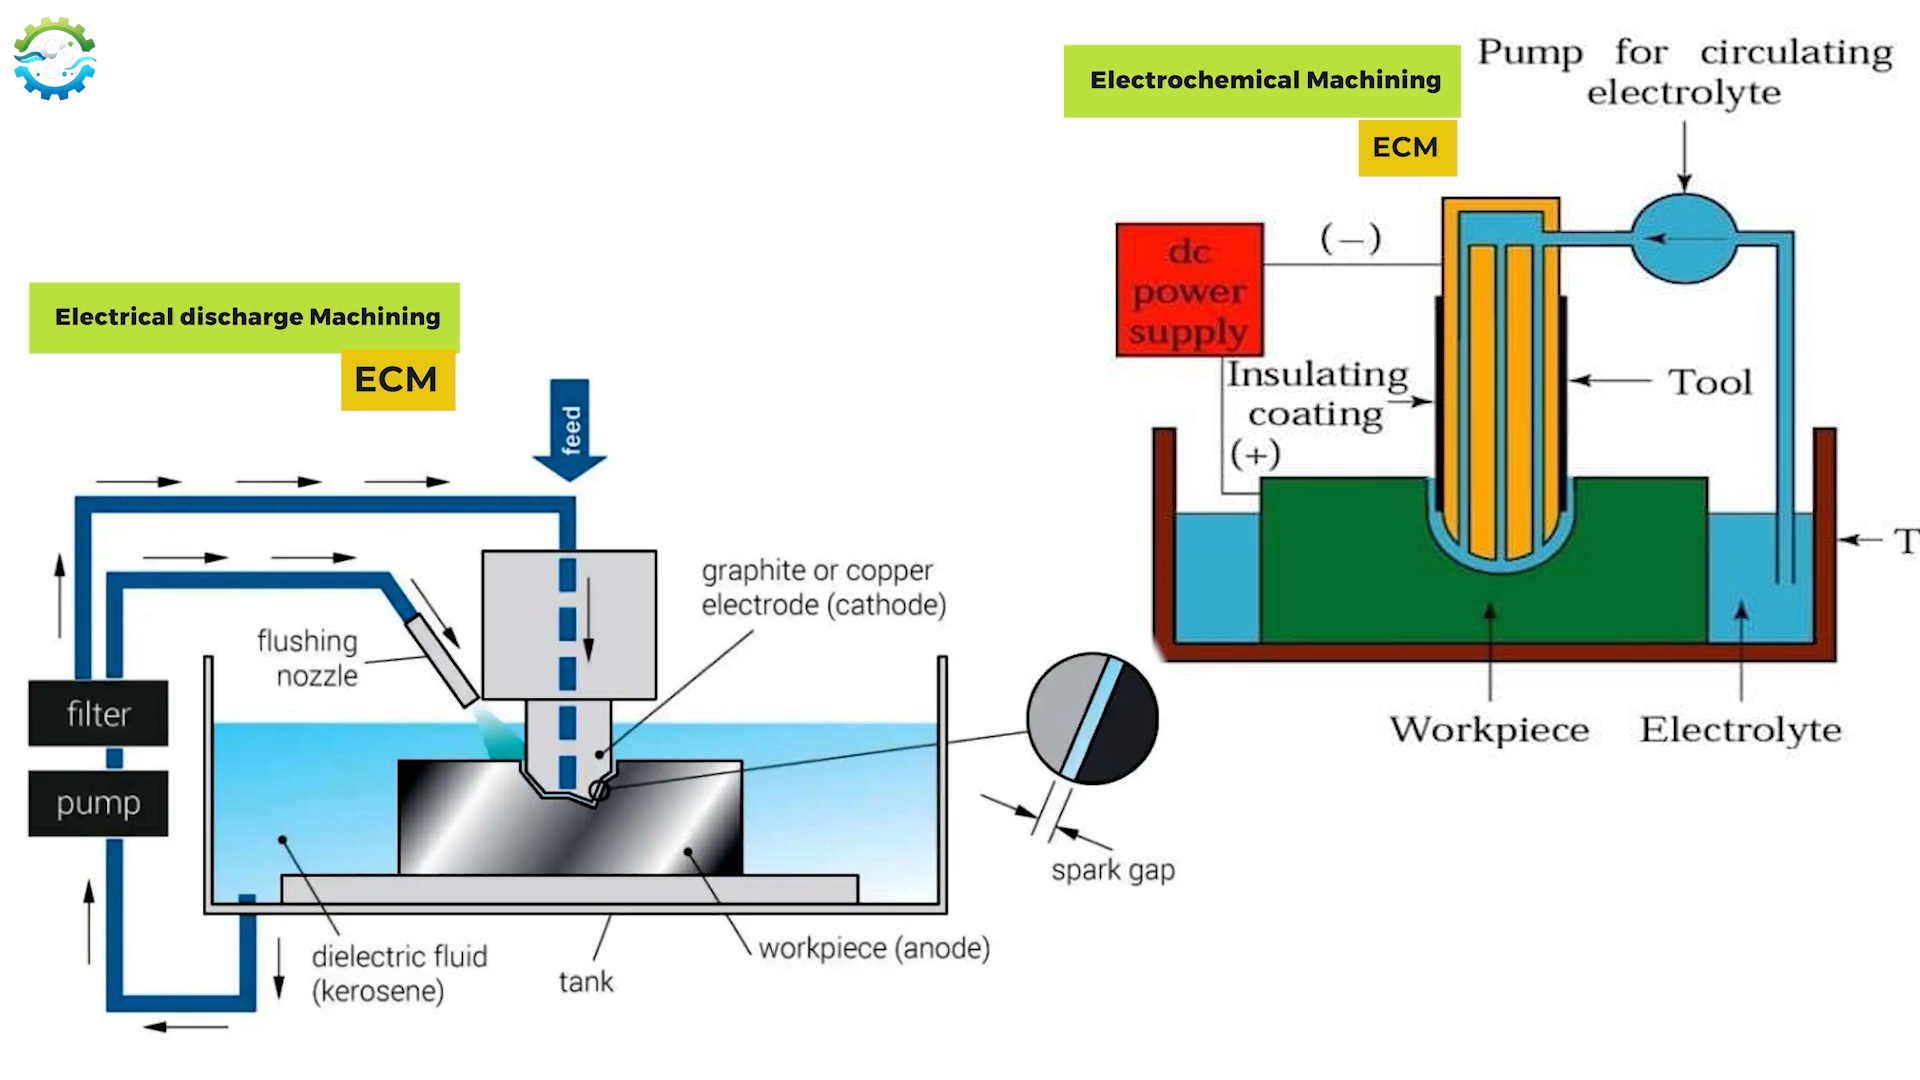 Electrochemical Machining
ECM
Pump for circulating
electrolyte
dc
power
supply
(−)
Insulating
coating
(+)
Tool
T
Workpiece
Electrolyte
Electrical discharge Machining
ECM
feed
graphite or copper
electrode (cathode)
flushing
nozzle
filter
pump
spark gap
dielectric fluid
(kerosene)
tank
workpiece (anode)